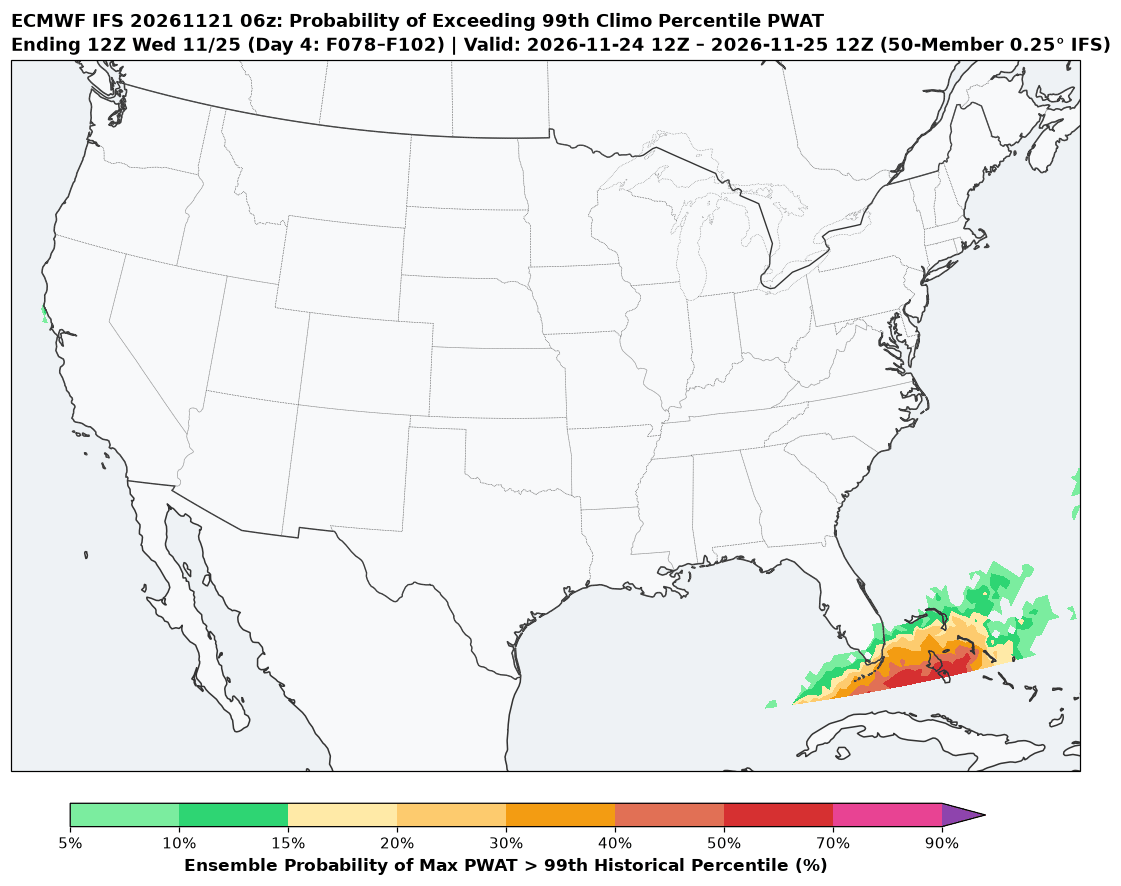 ECMWF IFS 20261121 06z: Probability of Exceeding 99th Climo Percentile PWAT
Ending 12Z Wed 11/25 (Day 4: F078–F102) | Valid: 2026-11-24 12Z – 2026-11-25 12Z (50-Member 0.25° IFS)
5% 10% 15% 20% 30% 40% 50% 70% 90%
Ensemble Probability of Max PWAT > 99th Historical Percentile (%)